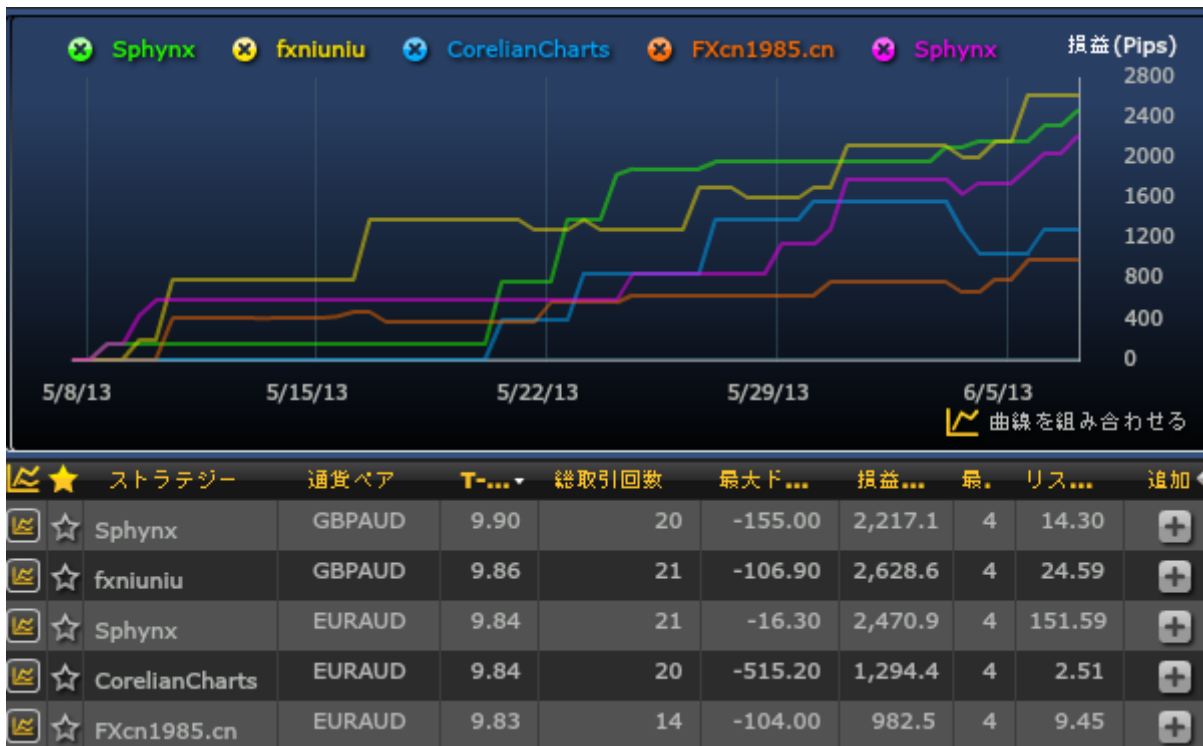 Sphynx fxniuniu CorelianCharts FXcn1985.cn Sphynx 損益(Pips)
2800
2400
2000
1600
1200
800
400
0
5/8/13 5/15/13 5/22/13 5/29/13 6/5/13
曲線を組み合わせる
ストラテジー 通貨ペア T-... 総取引回数 最大ド... 損益... 最. リス... 追加
Sphynx GBPAUD 9.90 20 -155.00 2,217.1 4 14.30
fxniuniu GBPAUD 9.86 21 -106.90 2,628.6 4 24.59
Sphynx EURAUD 9.84 21 -16.30 2,470.9 4 151.59
CorelianCharts EURAUD 9.84 20 -515.20 1,294.4 4 2.51
FXcn1985.cn EURAUD 9.83 14 -104.00 982.5 4 9.45